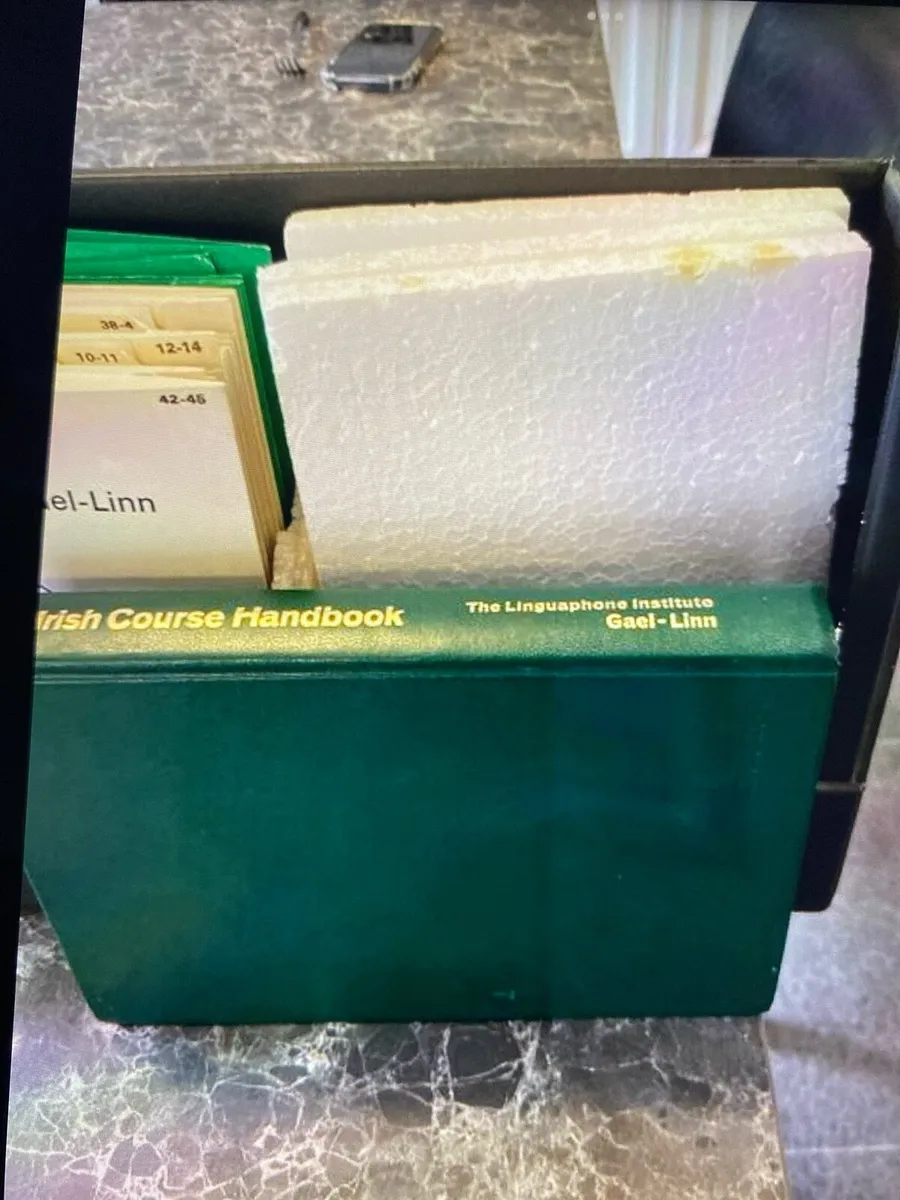 38-4
10-11
12-14
42-45
el-Linn
Irish Course Handbook
The Linguaphone Institute
Gael-Linn